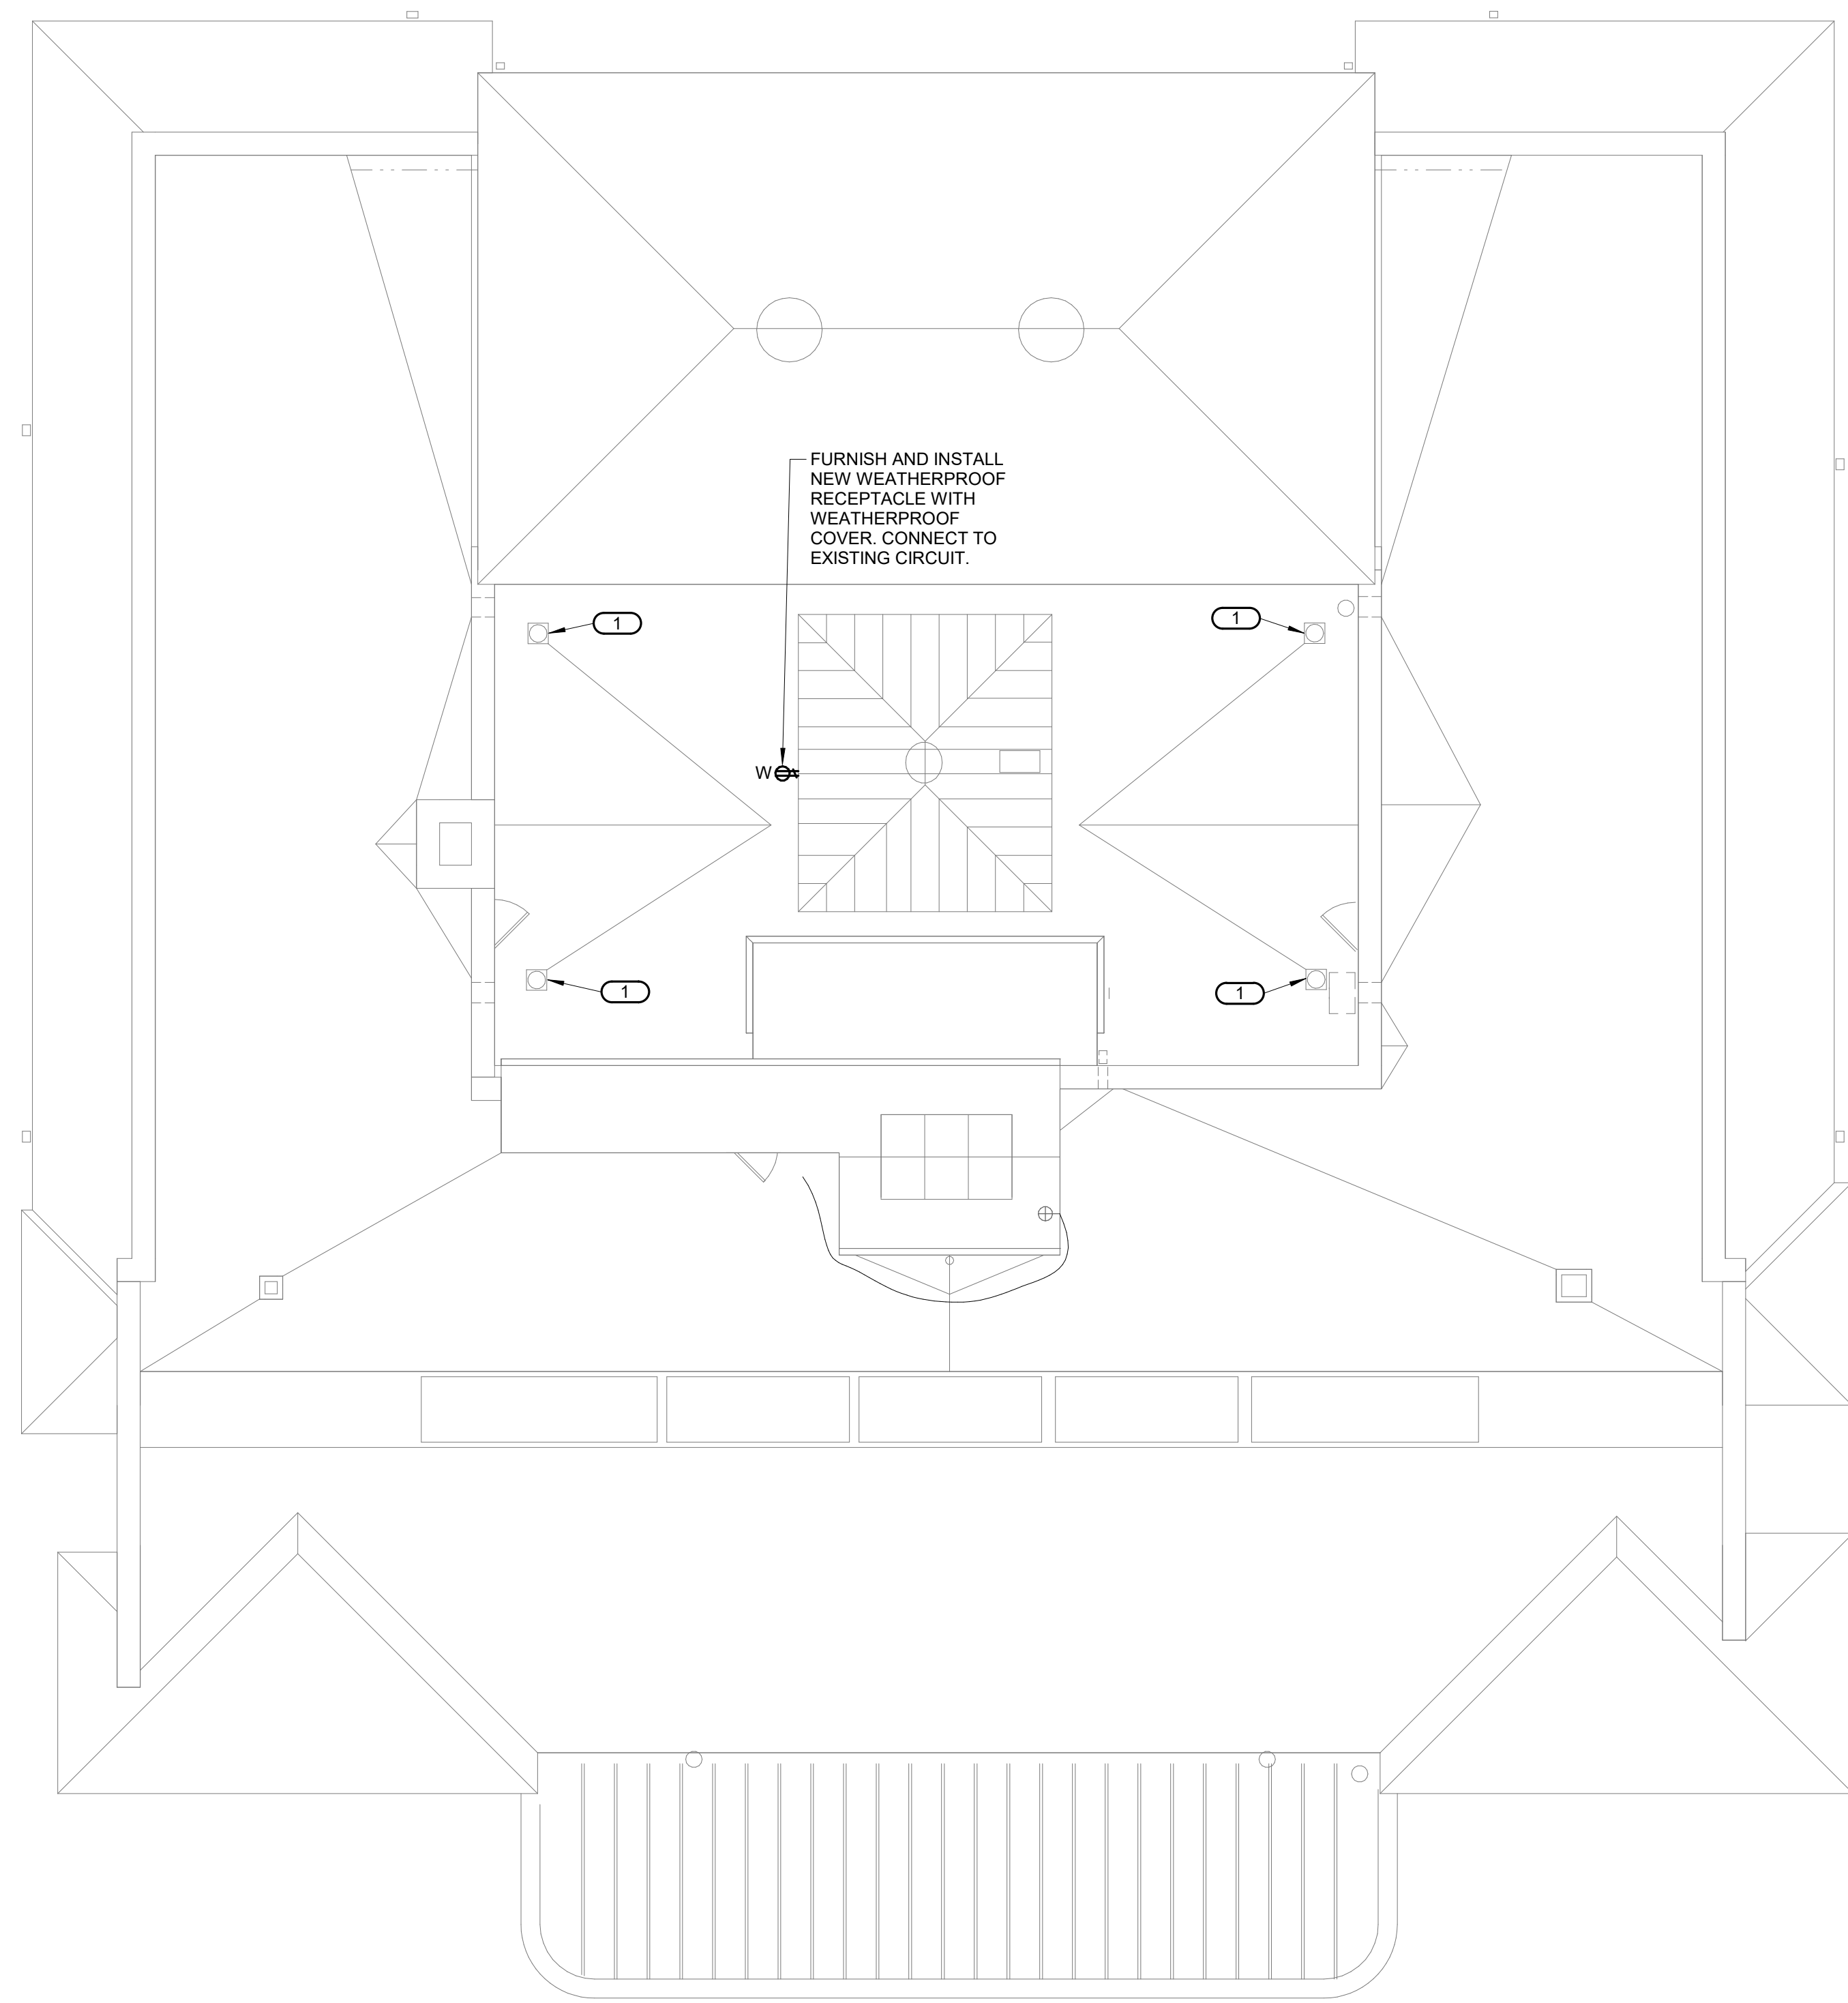 FURNISH AND INSTALL
NEW WEATHERPROOF
RECEPTACLE WITH
WEATHERPROOF
COVER. CONNECT TO
EXISTING CIRCUIT.
1
1
W
1
1